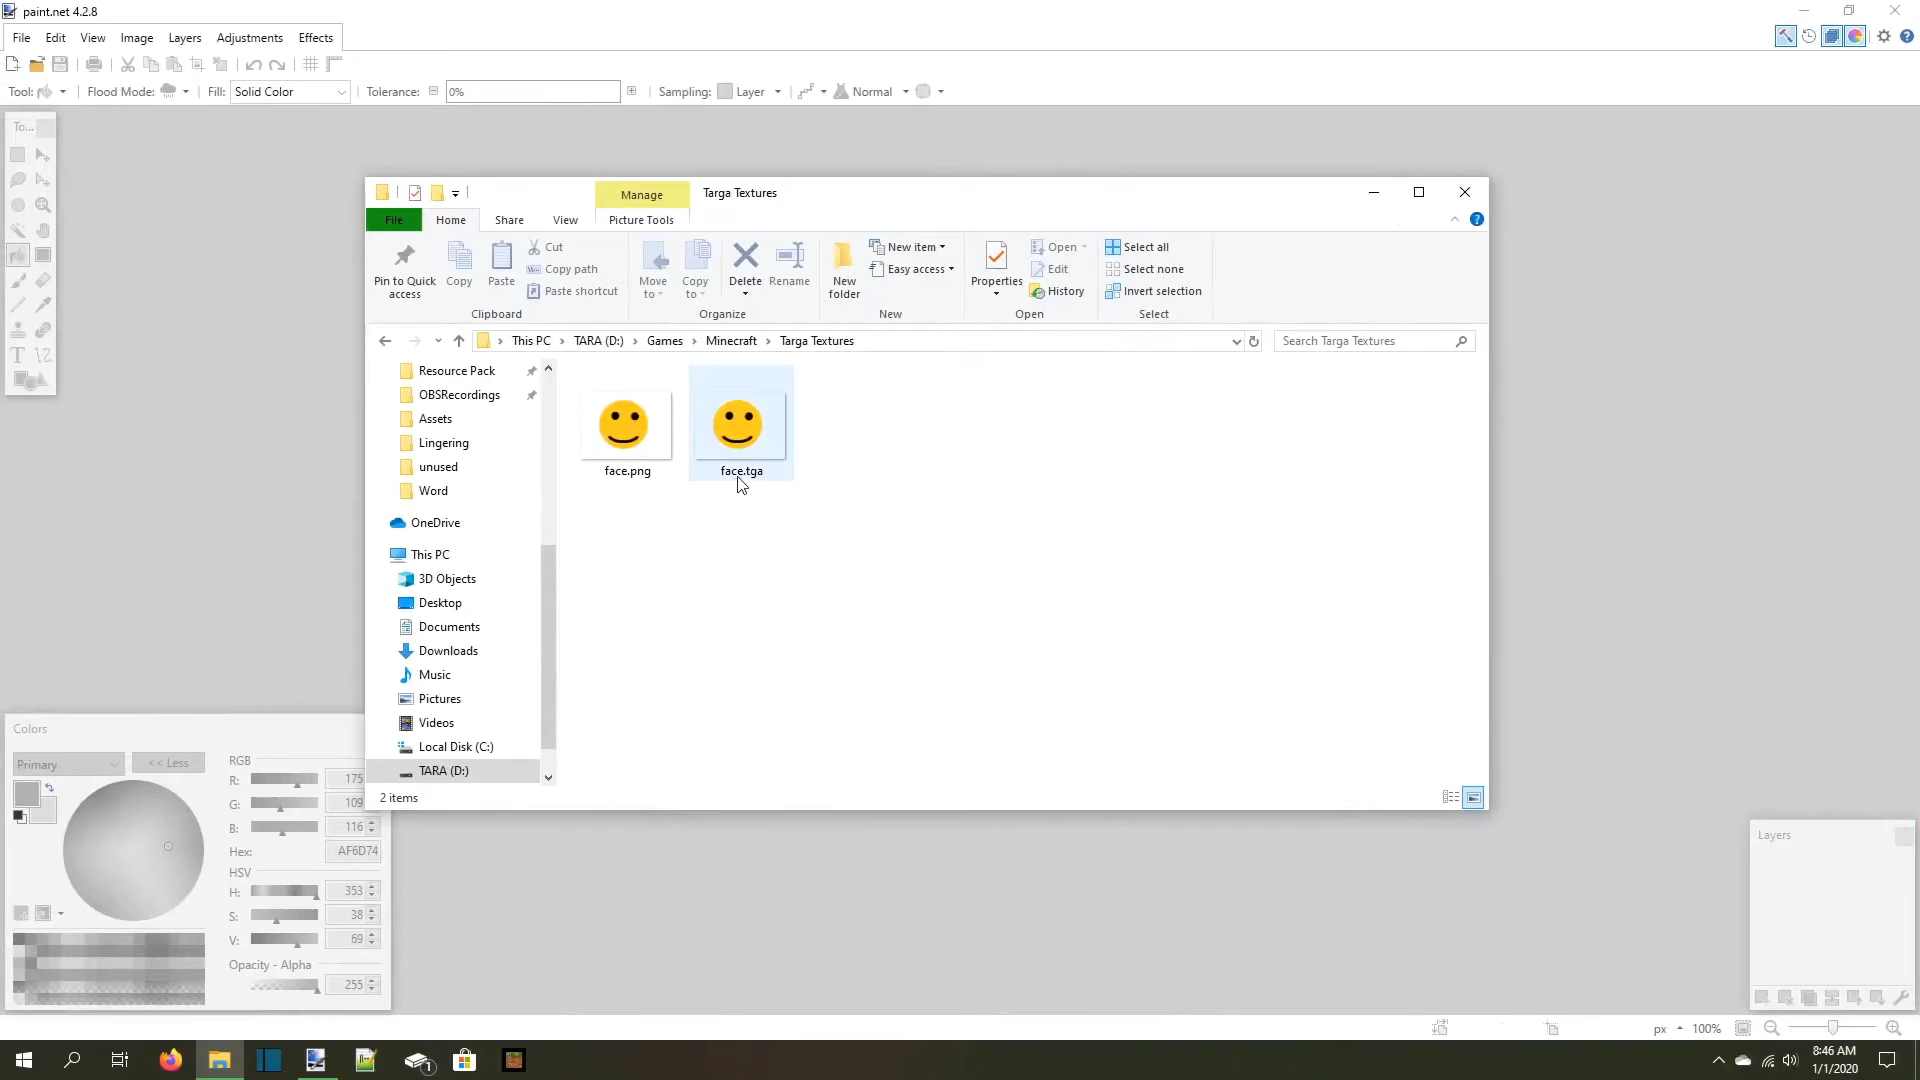 paint.net 4.2.8
File Edit View Image Layers Adjustments Effects
Tool: Flood Mode: Fill: Solid Color Tolerance: 0% Sampling: Layer Normal
To...
Manage Targa Textures
File Home Share View Picture Tools
Pin to Quick access
Copy
Paste
Cut
Copy path
Paste shortcut
Clipboard
Move to
Copy to
Delete
Rename
Organize
New folder
New item
Easy access
New
Properties
Open
Edit
History
Open
Select all
Select none
Invert selection
Select
This PC > TARA (D:) > Games > Minecraft > Targa Textures
Search Targa Textures
Resource Pack
OBSRecordings
Assets
Lingering
unused
Word
OneDrive
This PC
3D Objects
Desktop
Documents
Downloads
Music
Pictures
Videos
Local Disk (C:)
TARA (D:)
face.png
face.tga
2 items
Colors
Primary
<< Less
RGB
R: 175
G: 109
B: 116
Hex: AF6D74
HSV
H: 353
S: 38
V: 69
Opacity - Alpha
255
Layers
px 100%
1
8:46 AM
1/1/2020